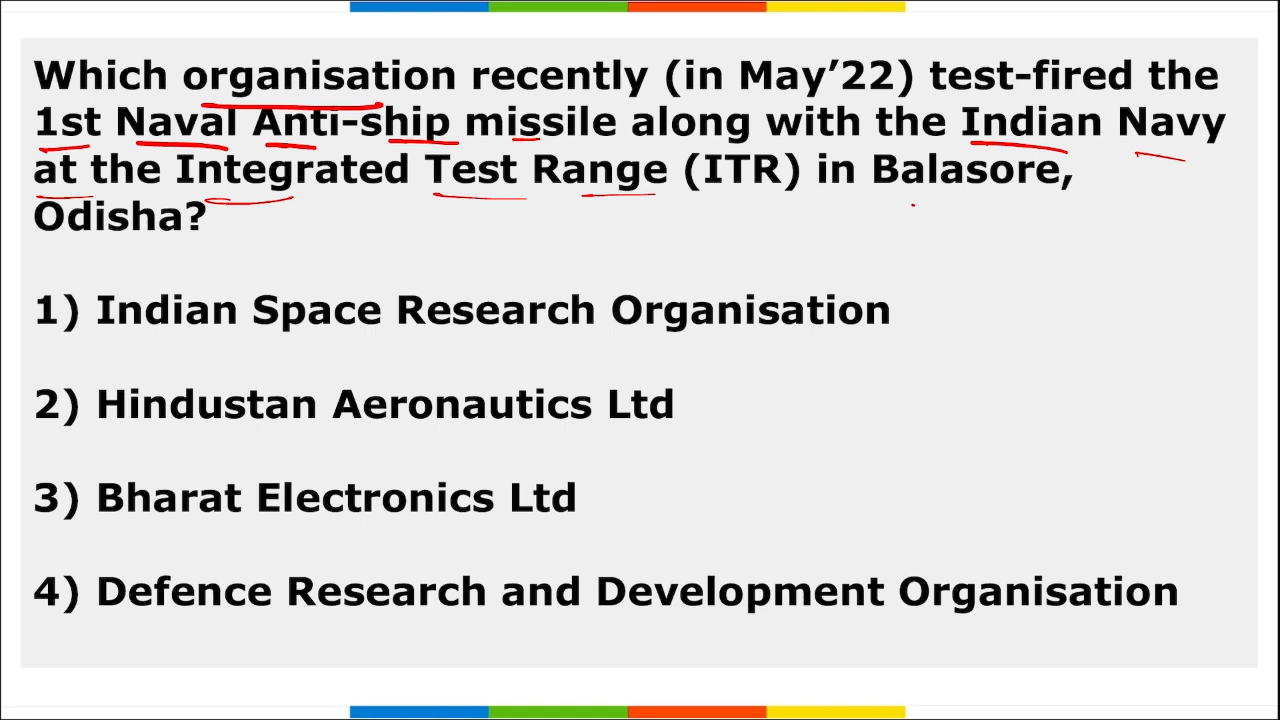 Which organisation recently (in May’22) test-fired the
1st Naval Anti-ship missile along with the Indian Navy
at the Integrated Test Range (ITR) in Balasore,
Odisha?
1) Indian Space Research Organisation
2) Hindustan Aeronautics Ltd
3) Bharat Electronics Ltd
4) Defence Research and Development Organisation